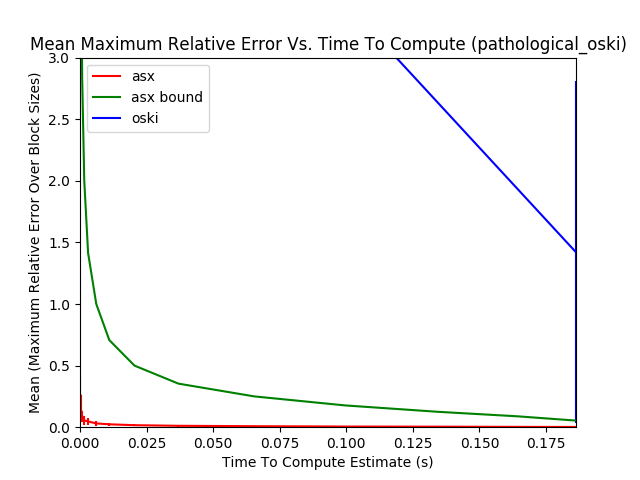 Mean Maximum Relative Error Vs. Time To Compute (pathological_oski)
Mean (Maximum Relative Error Over Block Sizes)
3.0
2.5
2.0
1.5
1.0
0.5
0.0
asx
asx bound
oski
0.000 0.025 0.050 0.075 0.100 0.125 0.150 0.175
Time To Compute Estimate (s)